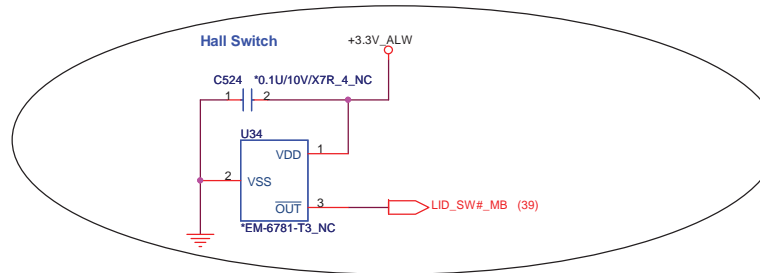 Hall Switch
+3.3V_ALW
C524 *0.1U/10V/X7R_4_NC
1 2
U34
VDD 1
2 VSS
OUT 3
LID_SW#_MB (39)
*EM-6781-T3_NC